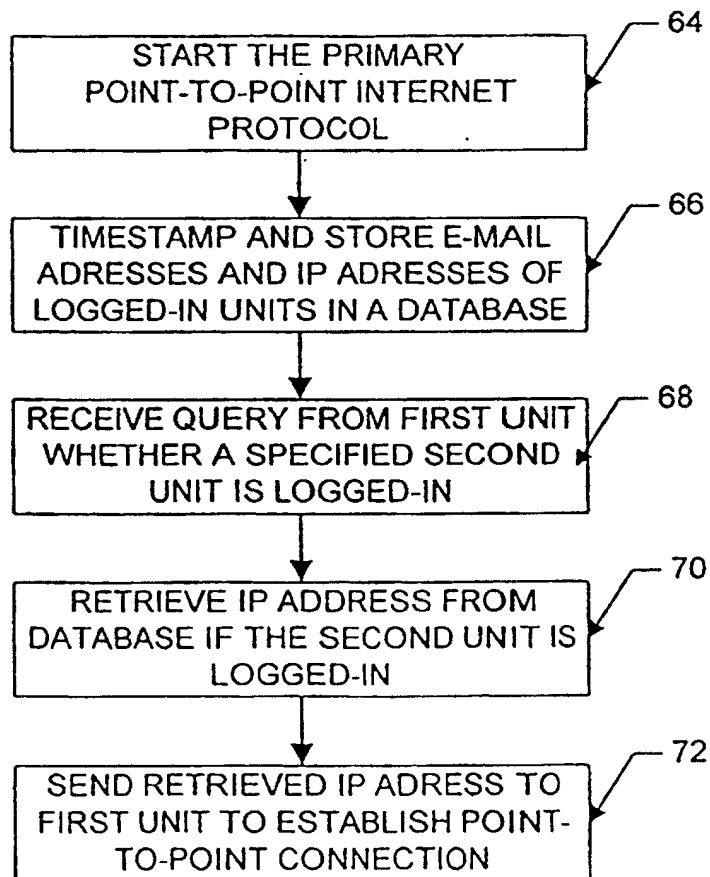 64
START THE PRIMARY
POINT-TO-POINT INTERNET
PROTOCOL
66
TIMESTAMP AND STORE E-MAIL
ADRESSES AND IP ADRESSES OF
LOGGED-IN UNITS IN A DATABASE
68
RECEIVE QUERY FROM FIRST UNIT
WHETHER A SPECIFIED SECOND
UNIT IS LOGGED-IN
70
RETRIEVE IP ADDRESS FROM
DATABASE IF THE SECOND UNIT IS
LOGGED-IN
72
SEND RETRIEVED IP ADRESS TO
FIRST UNIT TO ESTABLISH POINT-
TO-POINT CONNECTION